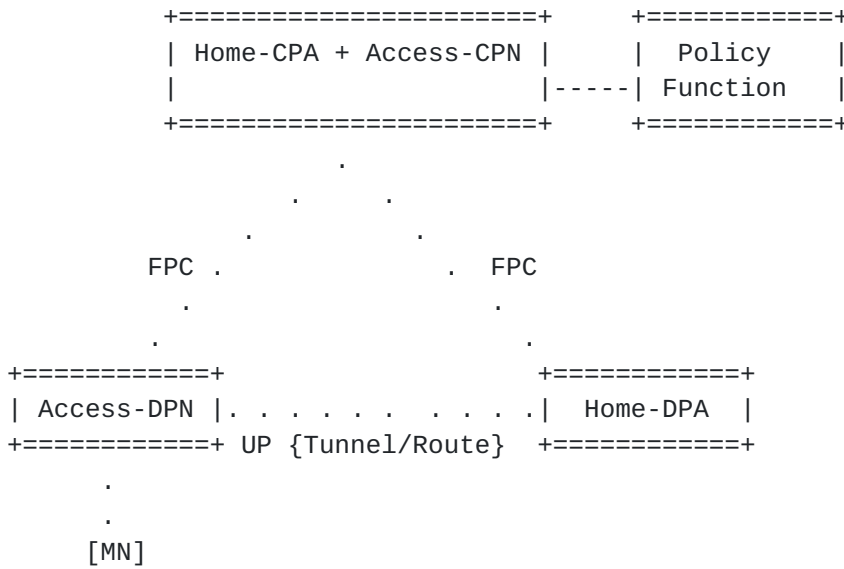 +=======================+ +============+
| Home-CPA + Access-CPN | | Policy |
| |-----| Function |
+=======================+ +============+
.
. .
. .
FPC . . FPC
. .
. .
+============+ +============+
| Access-DPN |. . . . . . . . . .| Home-DPA |
+============+ UP {Tunnel/Route} +============+
.
.
[MN]